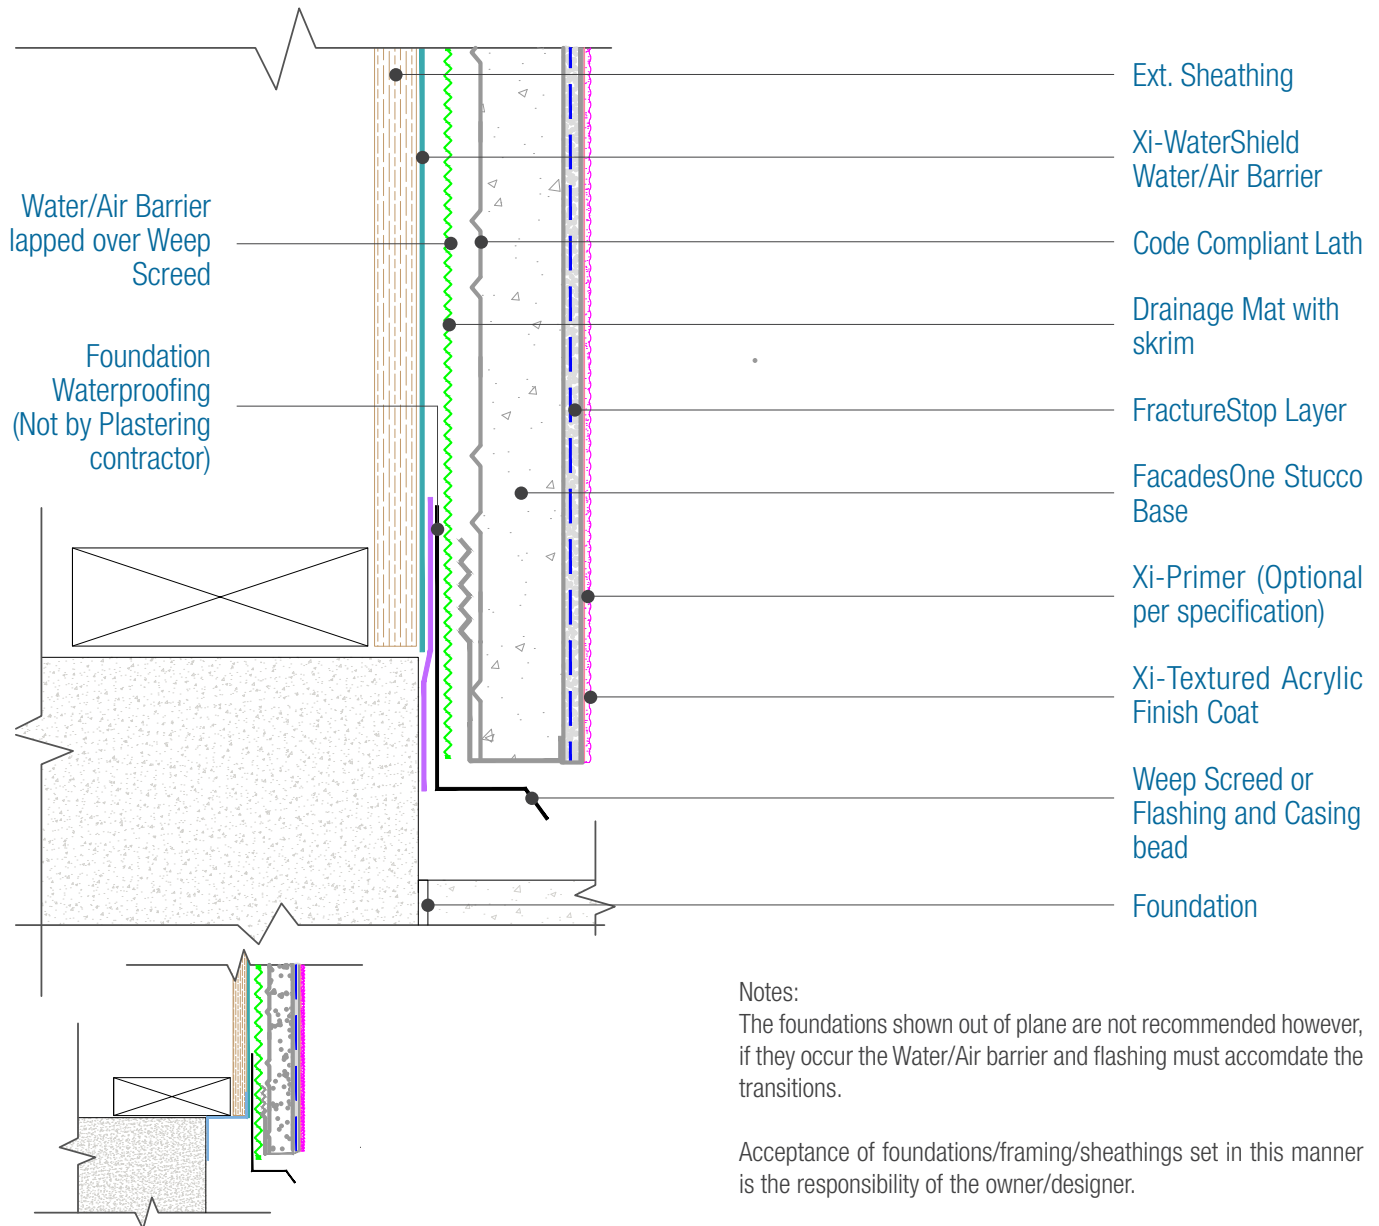 Water/Air Barrier
lapped over Weep
Screed
Foundation
Waterproofing
(Not by Plastering
contractor)
Ext. Sheathing
Xi-WaterShield
Water/Air Barrier
Code Compliant Lath
Drainage Mat with
skrim
FractureStop Layer
FacadesOne Stucco
Base
Xi-Primer (Optional
per specification)
Xi-Textured Acrylic
Finish Coat
Weep Screed or
Flashing and Casing
bead
Foundation
Notes:
The foundations shown out of plane are not recommended however,
if they occur the Water/Air barrier and flashing must accomdate the
transitions.
Acceptance of foundations/framing/sheathings set in this manner
is the responsibility of the owner/designer.